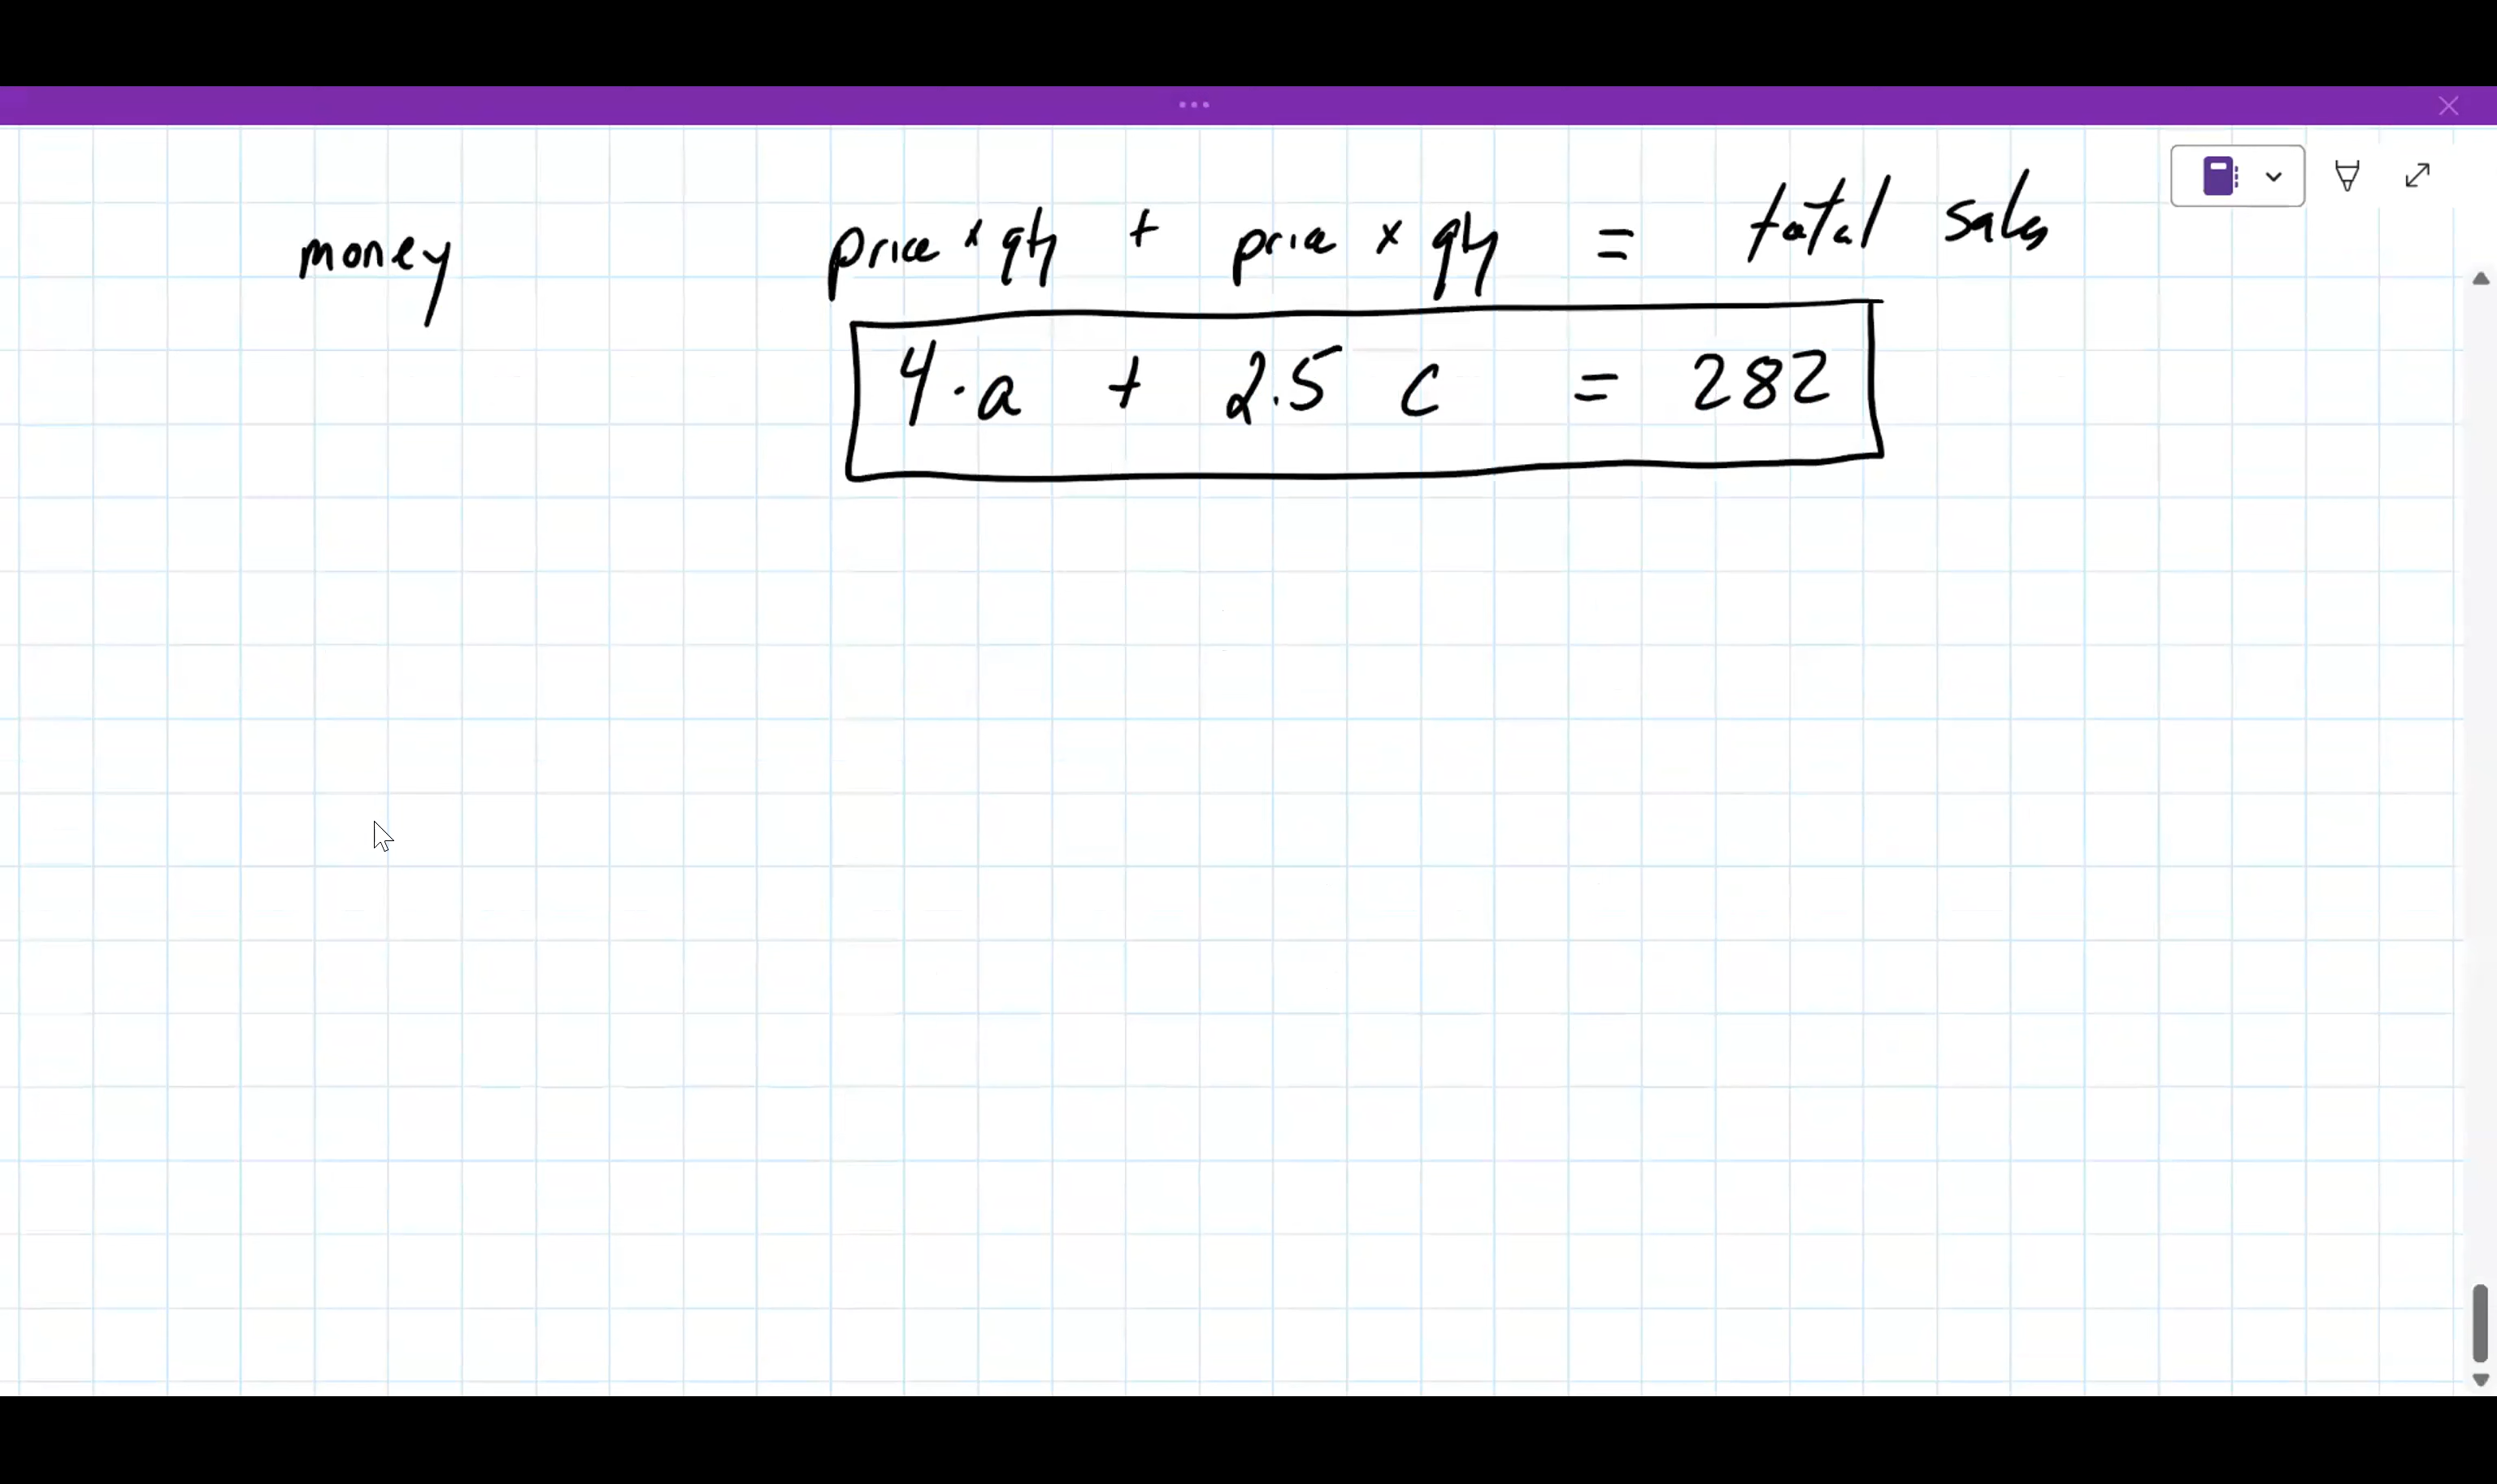 money price × qty + price × qty = total sales
4 · a + 2.5 c = 282